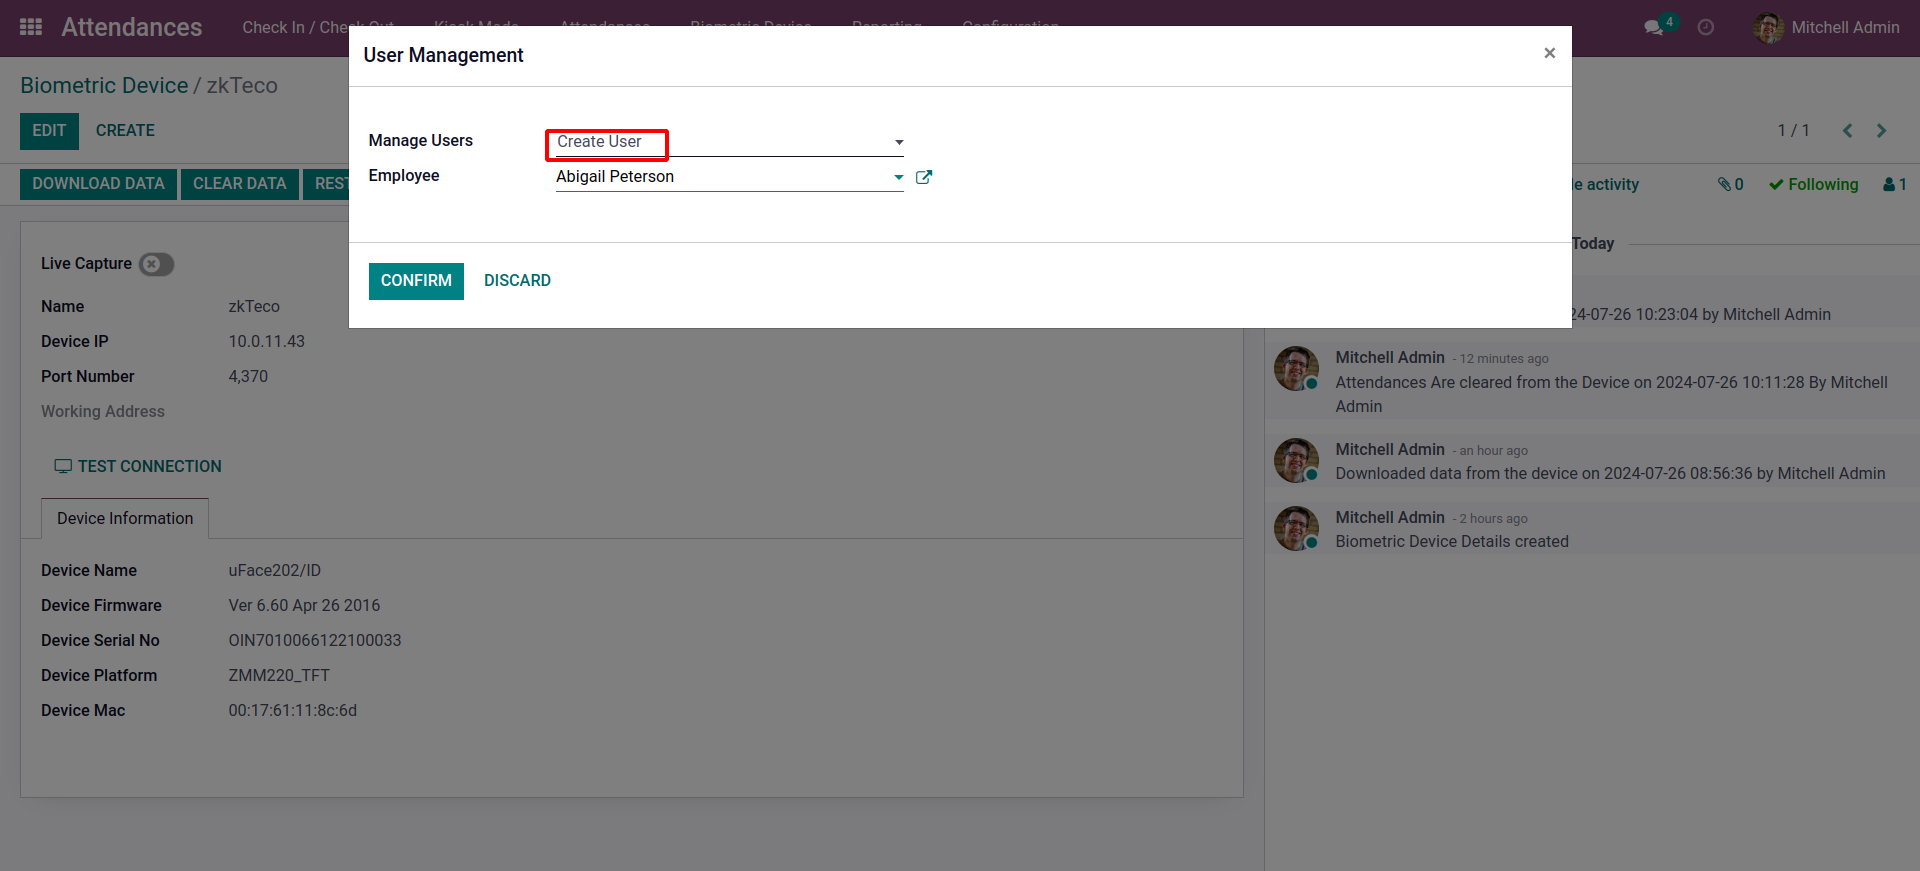 Attendances
Check In / Check Out
Kiosk Mode
Attendances
Biometric Device
Reporting
Configuration
4
Mitchell Admin
User Management
×
Biometric Device / zkTeco
EDIT
CREATE
1 / 1
Manage Users
Create User
Employee
Abigail Peterson
DOWNLOAD DATA
CLEAR DATA
REST
le activity
0
Following
1
CONFIRM
DISCARD
Today
Live Capture
Name
zkTeco
24-07-26 10:23:04 by Mitchell Admin
Device IP
10.0.11.43
Port Number
4,370
Working Address
Mitchell Admin - 12 minutes ago
Attendances Are cleared from the Device on 2024-07-26 10:11:28 By Mitchell
Admin
TEST CONNECTION
Mitchell Admin - an hour ago
Downloaded data from the device on 2024-07-26 08:56:36 by Mitchell Admin
Device Information
Mitchell Admin - 2 hours ago
Biometric Device Details created
Device Name
uFace202/ID
Device Firmware
Ver 6.60 Apr 26 2016
Device Serial No
OIN7010066122100033
Device Platform
ZMM220_TFT
Device Mac
00:17:61:11:8c:6d